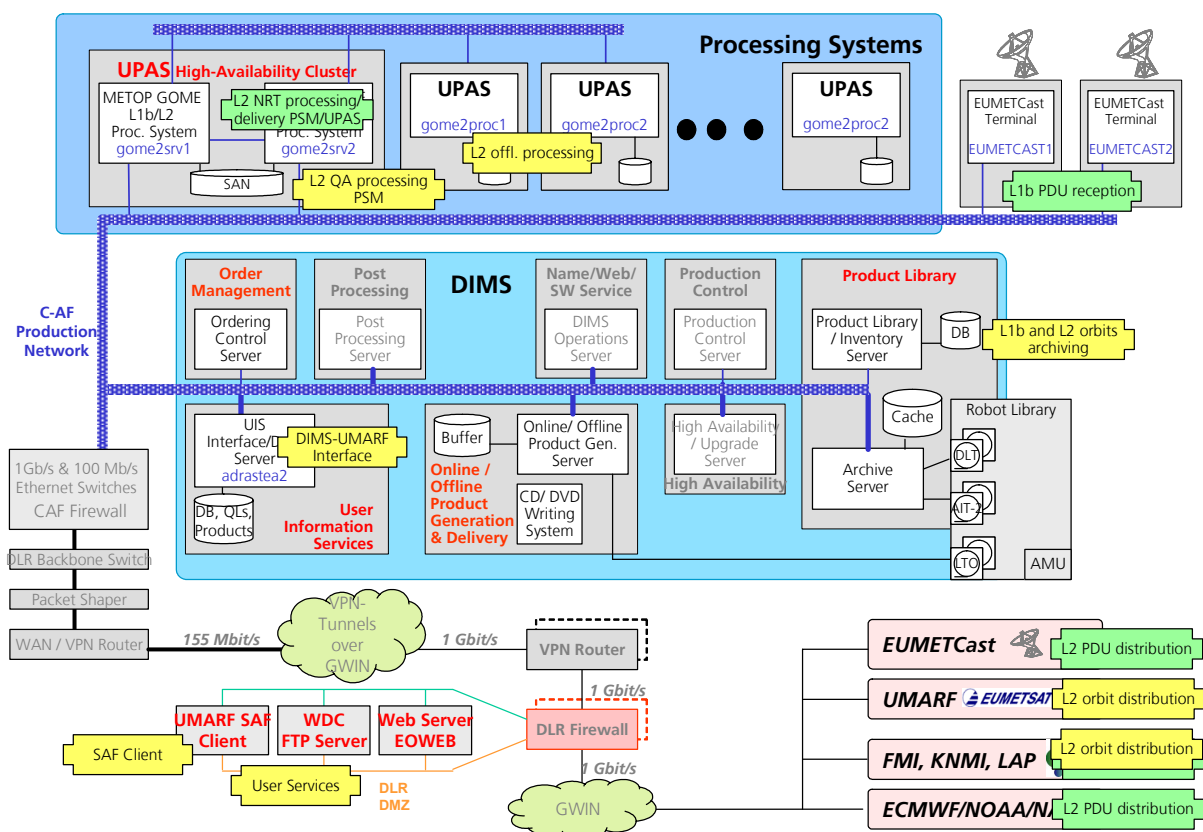 Processing Systems
UPAS High-Availability Cluster
METOP GOME
L1b/L2
Proc. System
gome2srv1
L2 NRT processing/
delivery PSM/UPAS
Proc. System
gome2srv2
SAN
L2 QA processing
PSM
UPAS
gome2proc1
UPAS
gome2proc2
L2 offl. processing
UPAS
gome2proc2
EUMETCast
Terminal
EUMETCAST1
EUMETCast
Terminal
EUMETCAST2
L1b PDU reception
C-AF
Production
Network
DIMS
Order
Management
Ordering
Control
Server
Post
Processing
Post
Processing
Server
Name/Web/
SW Service
DIMS
Operations
Server
Production
Control
Production
Control
Server
Product Library
Product Library
/ Inventory
Server
DB
L1b and L2 orbits
archiving
UIS
Interface/D
Server
adrastea2
DIMS-UMARF
Interface
DB, QLs,
Products
User
Information
Services
Buffer
Online/ Offline
Product Gen.
Server
Online /
Offline
Product
Generation
& Delivery
CD/ DVD
Writing
System
High Availability
/ Upgrade
Server
High Availability
Cache
Archive
Server
Robot Library
DLT
AIT-2
LTO
AMU
1Gb/s & 100 Mb/s
Ethernet Switches
CAF Firewall
DLR Backbone Switch
Packet Shaper
WAN / VPN Router
155 Mbit/s
VPN-
Tunnels
over
GWIN
1 Gbit/s
VPN Router
1 Gbit/s
DLR Firewall
1 Gbit/s
GWIN
UMARF SAF
Client
WDC
FTP Server
Web Server
EOWEB
SAF Client
User Services
DLR
DMZ
EUMETCast
L2 PDU distribution
UMARF EUMETSAT
L2 orbit distribution
FMI, KNMI, LAP
L2 orbit distribution
ECMWF/NOAA/NA
L2 PDU distribution